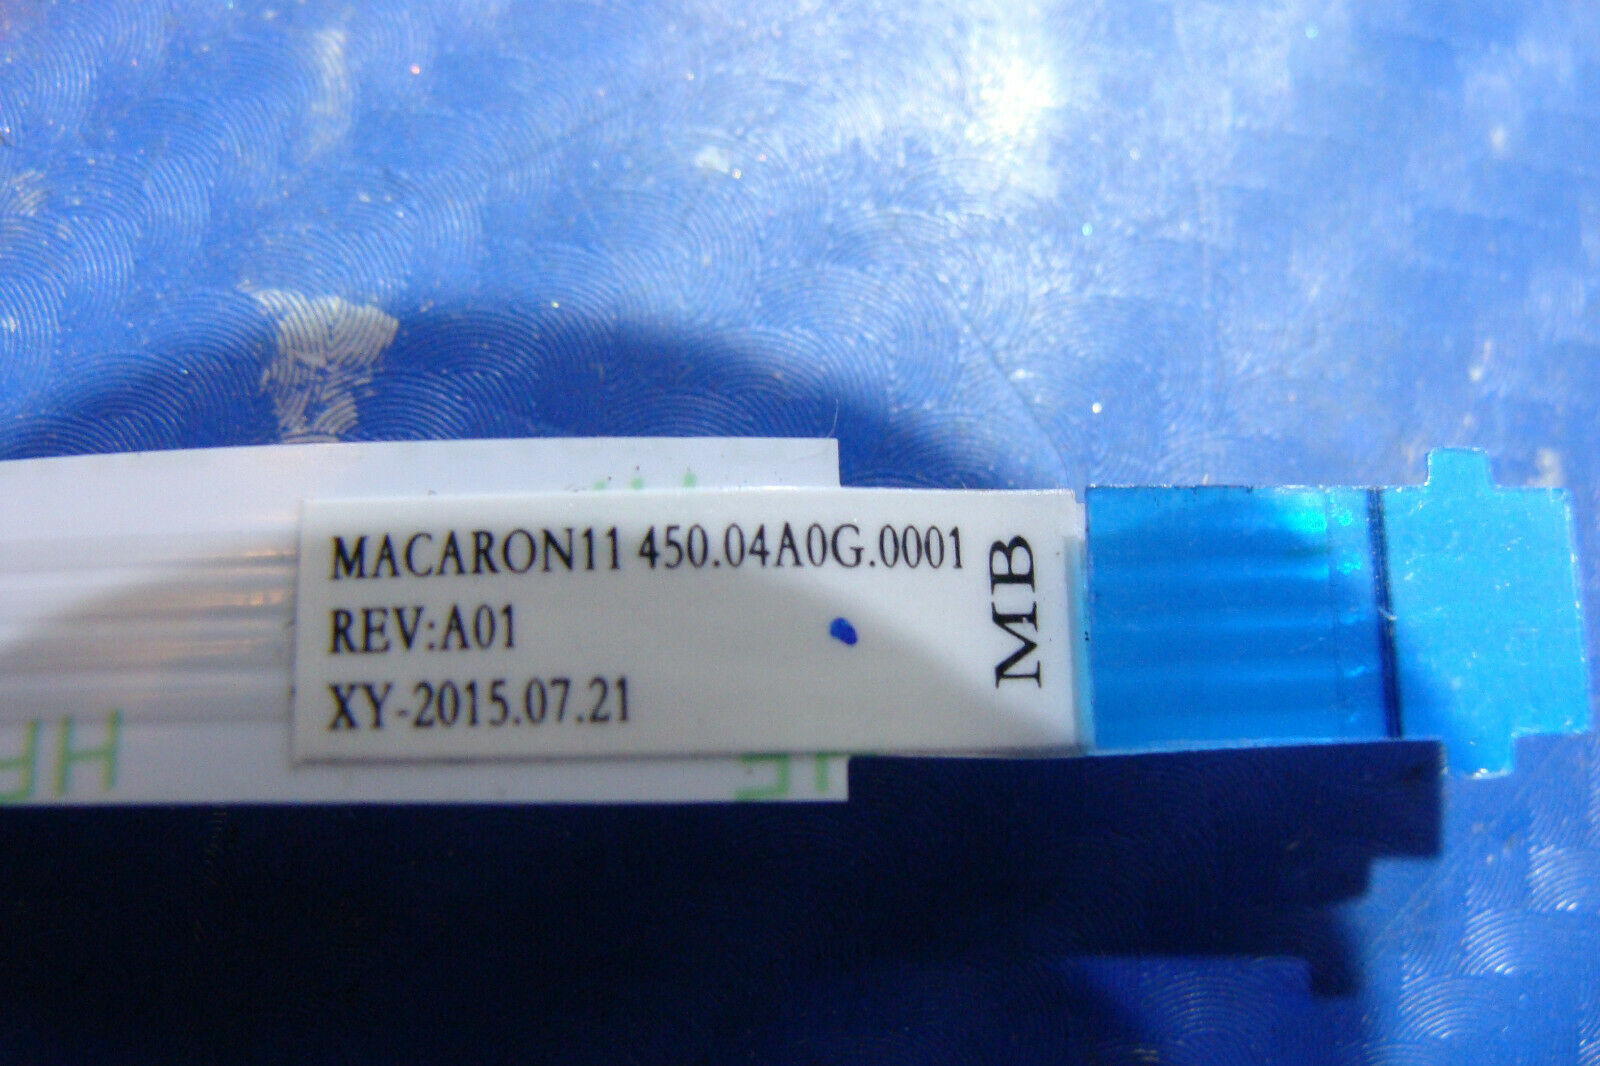 MACARON11 450.04A0G.0001
REV:A01
XY-2015.07.21
MB